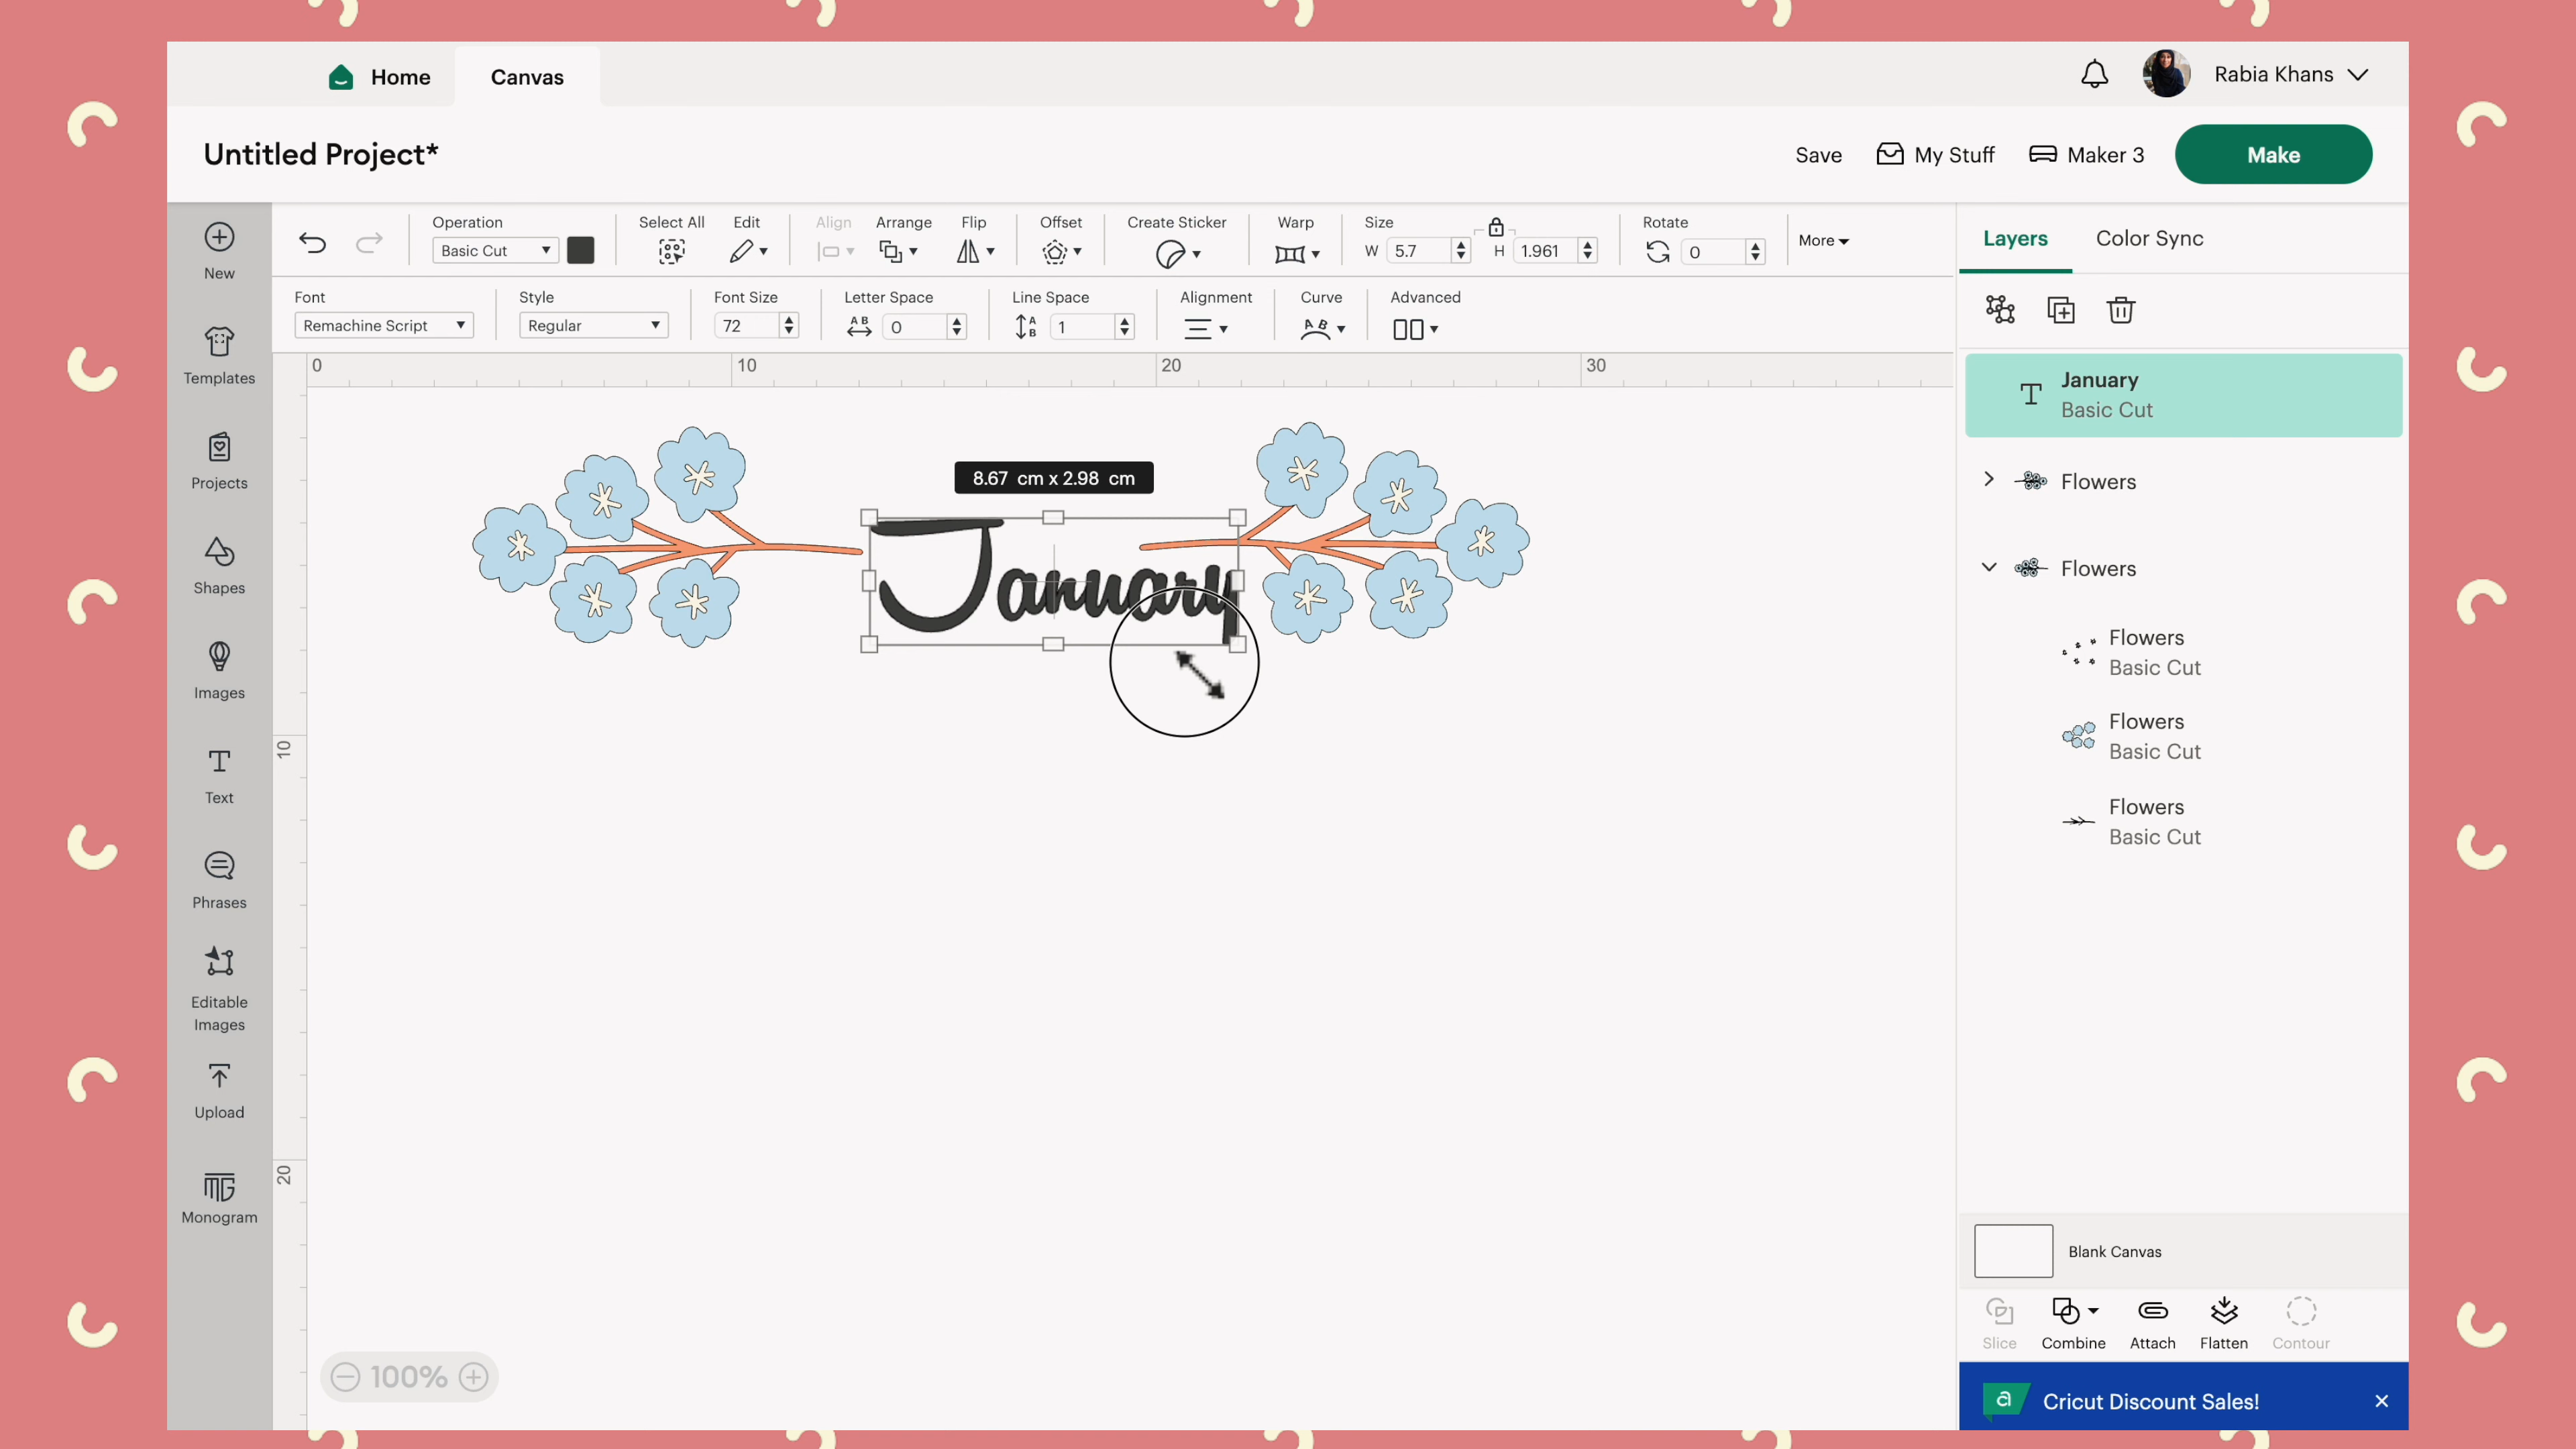 Home
Canvas
Rabia Khans
Untitled Project*
Save
My Stuff
Maker 3
Make
Operation
Select All
Edit
Align
Arrange
Flip
Offset
Create Sticker
Warp
Size
Rotate
Basic Cut
W 5.7
H 1.961
0
More
Font
Style
Font Size
Letter Space
Line Space
Alignment
Curve
Advanced
Remachine Script
Regular
72
A B
0
A
B
1
A B
New
Templates
Projects
Shapes
Images
Text
Phrases
Editable
Images
Upload
Monogram
0
10
20
30
10
20
8.67 cm x 2.98 cm
January
100%
Layers
Color Sync
January
Basic Cut
Flowers
Flowers
Flowers
Basic Cut
Flowers
Basic Cut
Flowers
Basic Cut
Blank Canvas
Slice
Combine
Attach
Flatten
Contour
Cricut Discount Sales!